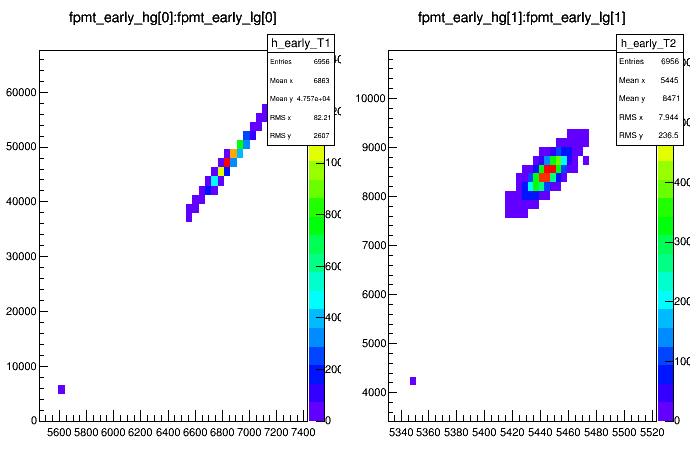 fpmt_early_hg[0]:fpmt_early_lg[0]
h_early_T1
Entries 6956
Mean x 6863
Mean y 4.757e+04
RMS x 82.21
RMS y 2607
60000
50000
40000
30000
20000
10000
0
5600 5800 6000 6200 6400 6600 6800 7000 7200 7400
800
600
400
200
0
fpmt_early_hg[1]:fpmt_early_lg[1]
h_early_T2
Entries 6956
Mean x 5445
Mean y 8471
RMS x 7.944
RMS y 236.5
10000
9000
8000
7000
6000
5000
4000
5340 5360 5380 5400 5420 5440 5460 5480 5500 5520
0